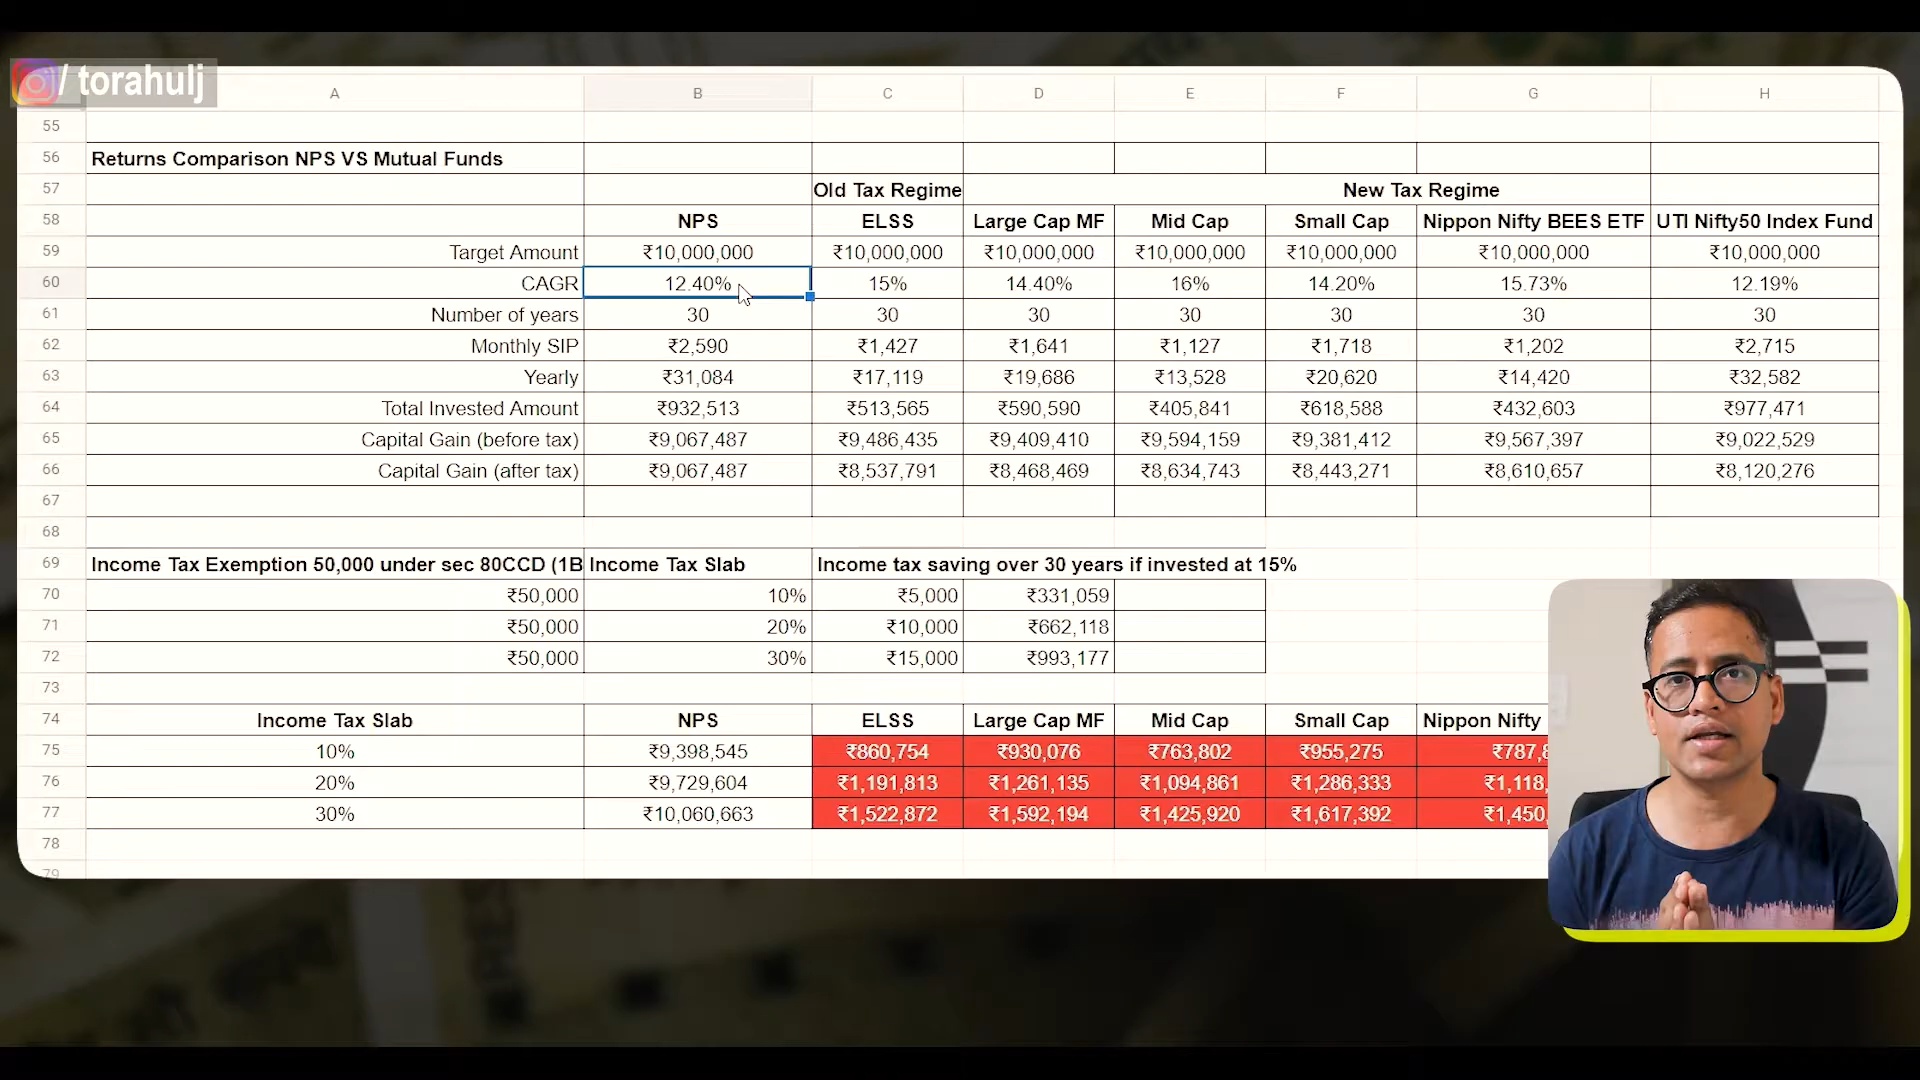 / torahulj
A B C D E F G H
55
56 Returns Comparison NPS VS Mutual Funds
57 Old Tax Regime New Tax Regime
58 NPS ELSS Large Cap MF Mid Cap Small Cap Nippon Nifty BEES ETF UTI Nifty50 Index Fund
59 Target Amount ₹10,000,000 ₹10,000,000 ₹10,000,000 ₹10,000,000 ₹10,000,000 ₹10,000,000 ₹10,000,000
60 CAGR 12.40% 15% 14.40% 16% 14.20% 15.73% 12.19%
61 Number of years 30 30 30 30 30 30 30
62 Monthly SIP ₹2,590 ₹1,427 ₹1,641 ₹1,127 ₹1,718 ₹1,202 ₹2,715
63 Yearly ₹31,084 ₹17,119 ₹19,686 ₹13,528 ₹20,620 ₹14,420 ₹32,582
64 Total Invested Amount ₹932,513 ₹513,565 ₹590,590 ₹405,841 ₹618,588 ₹432,603 ₹977,471
65 Capital Gain (before tax) ₹9,067,487 ₹9,486,435 ₹9,409,410 ₹9,594,159 ₹9,381,412 ₹9,567,397 ₹9,022,529
66 Capital Gain (after tax) ₹9,067,487 ₹8,537,791 ₹8,468,469 ₹8,634,743 ₹8,443,271 ₹8,610,657 ₹8,120,276
67
68
69 Income Tax Exemption 50,000 under sec 80CCD (1B Income Tax Slab Income tax saving over 30 years if invested at 15%
70 ₹50,000 10% ₹5,000 ₹331,059
71 ₹50,000 20% ₹10,000 ₹662,118
72 ₹50,000 30% ₹15,000 ₹993,177
73
74 Income Tax Slab NPS ELSS Large Cap MF Mid Cap Small Cap Nippon Nifty
75 10% ₹9,398,545 ₹860,754 ₹930,076 ₹763,802 ₹955,275 ₹787,8
76 20% ₹9,729,604 ₹1,191,813 ₹1,261,135 ₹1,094,861 ₹1,286,333 ₹1,118,
77 30% ₹10,060,663 ₹1,522,872 ₹1,592,194 ₹1,425,920 ₹1,617,392 ₹1,450,
78
79